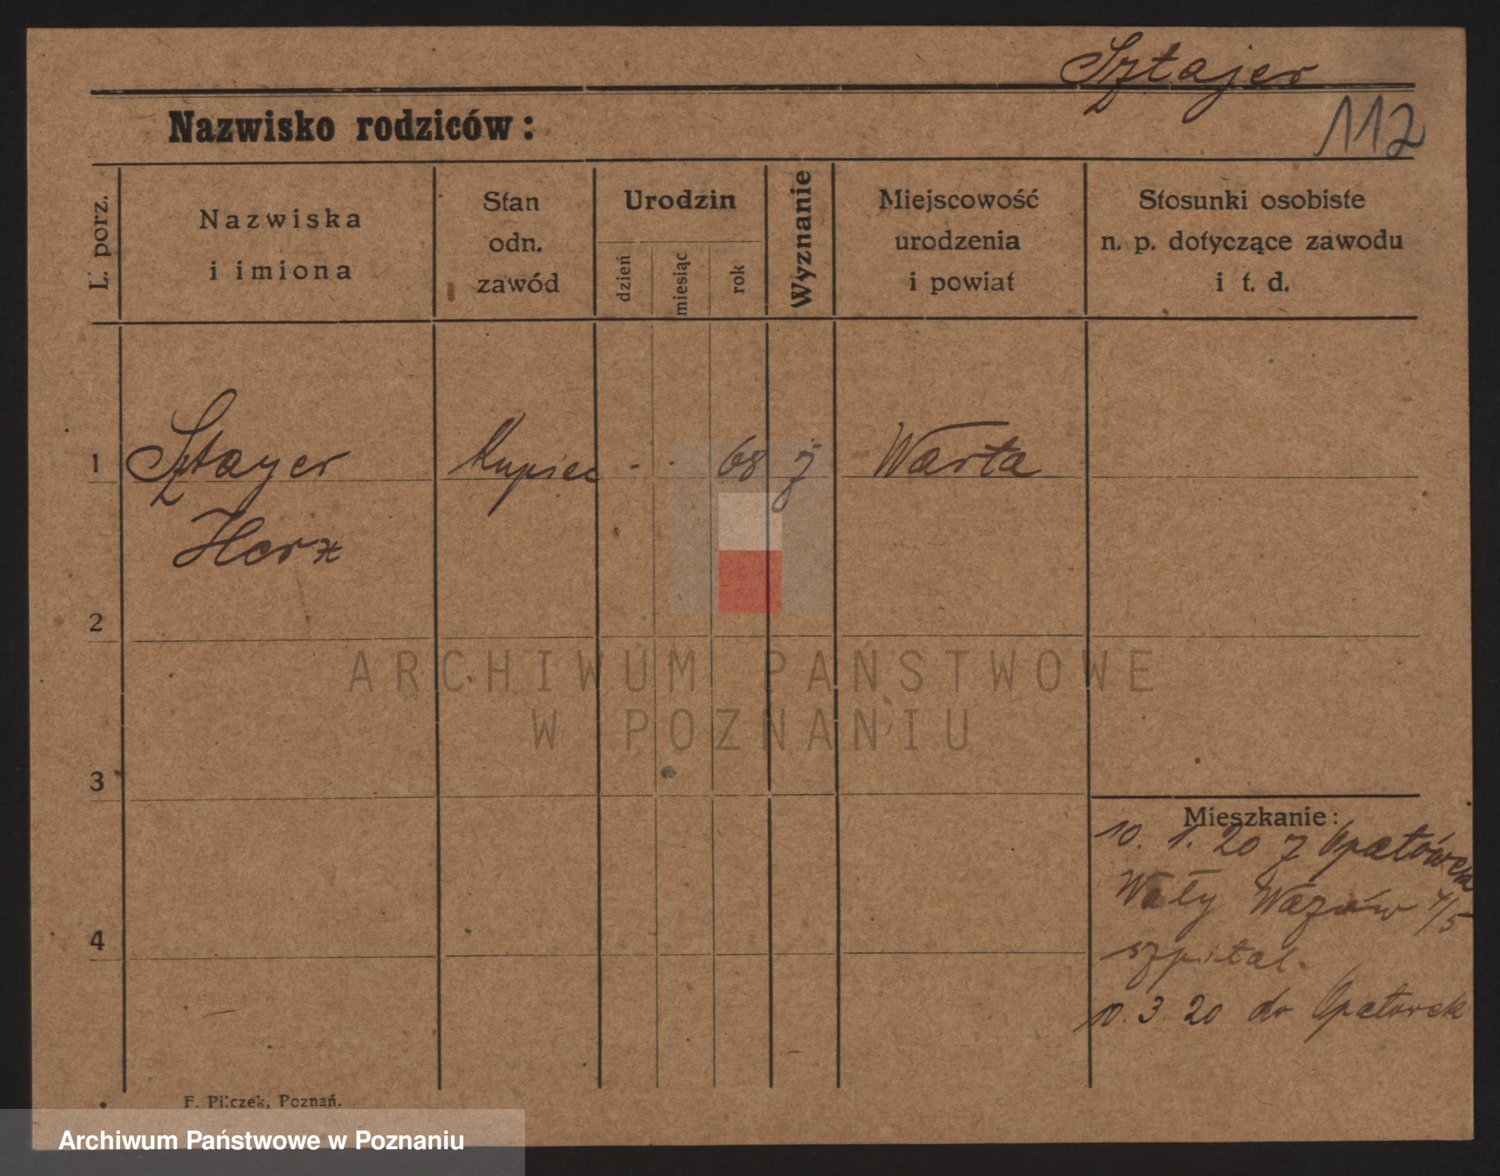 Sztajer
112
Nazwisko rodziców:
L. porz.
Nazwiska
i imiona
Stan
odn.
zawód
Urodzin
dzień
miesiąc
rok
Wyznanie
Miejscowość
urodzenia
i powiat
Stosunki osobiste
n. p. dotyczące zawodu
i t. d.
1 Sztayer Kupiec - - 68 j Warta
Herz
2
3
4
Mieszkanie:
10. 1. 20 z Opatówka
Wały Wazów 4/5
szpital.
10. 3. 20 do Opatówek
ARCHIWUM PAŃSTWOWE
W POZNANIU
F. Pilczek, Poznań.
Archiwum Państwowe w Poznaniu